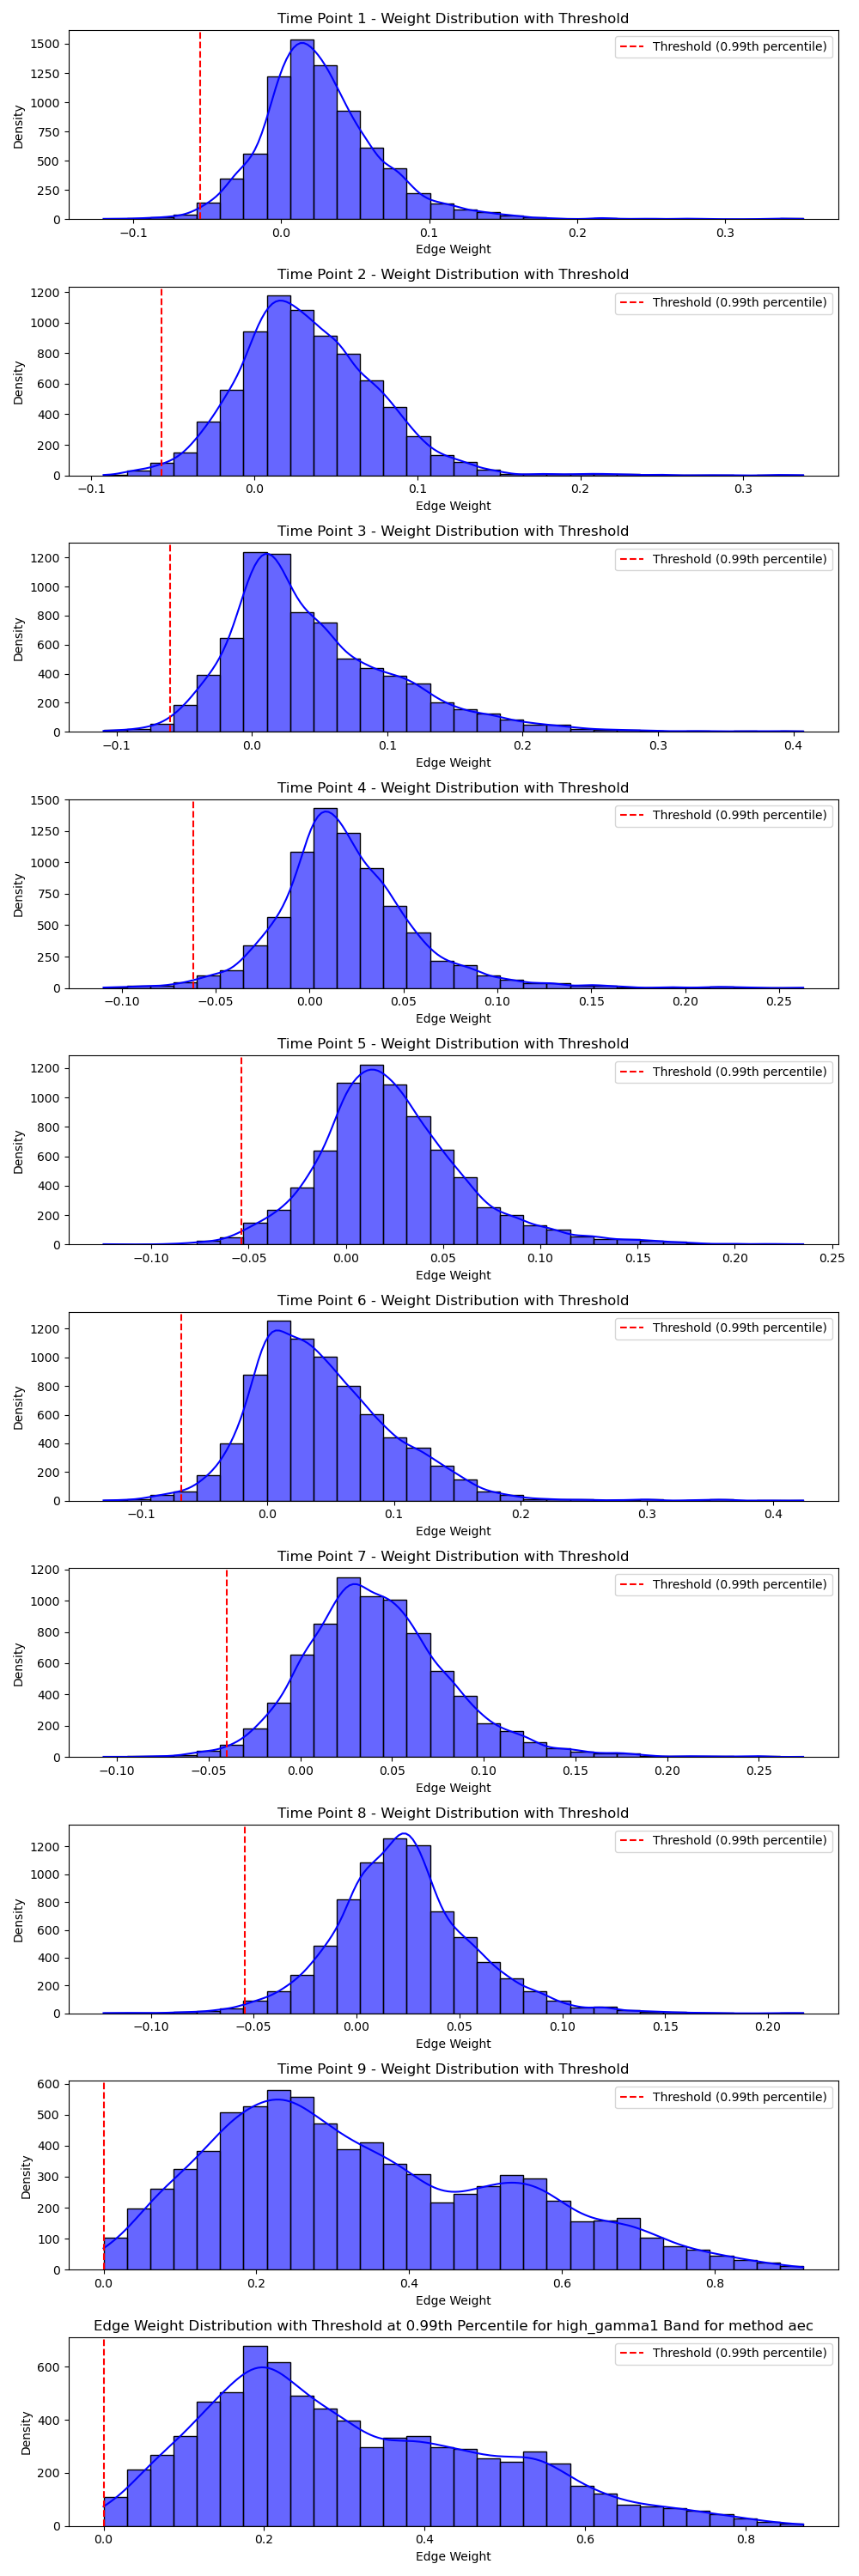 Time Point 1 - Weight Distribution with Threshold
Threshold (0.99th percentile)
Density
1500
1250
1000
750
500
250
0
−0.1 0.0 0.1 0.2 0.3
Edge Weight
Time Point 2 - Weight Distribution with Threshold
Threshold (0.99th percentile)
Density
1200
1000
800
600
400
200
0
−0.1 0.0 0.1 0.2 0.3
Edge Weight
Time Point 3 - Weight Distribution with Threshold
Threshold (0.99th percentile)
Density
1200
1000
800
600
400
200
0
−0.1 0.0 0.1 0.2 0.3 0.4
Edge Weight
Time Point 4 - Weight Distribution with Threshold
Threshold (0.99th percentile)
Density
1500
1250
1000
750
500
250
0
−0.10 −0.05 0.00 0.05 0.10 0.15 0.20 0.25
Edge Weight
Time Point 5 - Weight Distribution with Threshold
Threshold (0.99th percentile)
Density
1200
1000
800
600
400
200
0
−0.10 −0.05 0.00 0.05 0.10 0.15 0.20 0.25
Edge Weight
Time Point 6 - Weight Distribution with Threshold
Threshold (0.99th percentile)
Density
1200
1000
800
600
400
200
0
−0.1 0.0 0.1 0.2 0.3 0.4
Edge Weight
Time Point 7 - Weight Distribution with Threshold
Threshold (0.99th percentile)
Density
1200
1000
800
600
400
200
0
−0.10 −0.05 0.00 0.05 0.10 0.15 0.20 0.25
Edge Weight
Time Point 8 - Weight Distribution with Threshold
Threshold (0.99th percentile)
Density
1200
1000
800
600
400
200
0
−0.10 −0.05 0.00 0.05 0.10 0.15 0.20
Edge Weight
Time Point 9 - Weight Distribution with Threshold
Threshold (0.99th percentile)
Density
600
500
400
300
200
100
0
0.0 0.2 0.4 0.6 0.8
Edge Weight
Edge Weight Distribution with Threshold at 0.99th Percentile for high_gamma1 Band for method aec
Threshold (0.99th percentile)
Density
600
400
200
0
0.0 0.2 0.4 0.6 0.8
Edge Weight